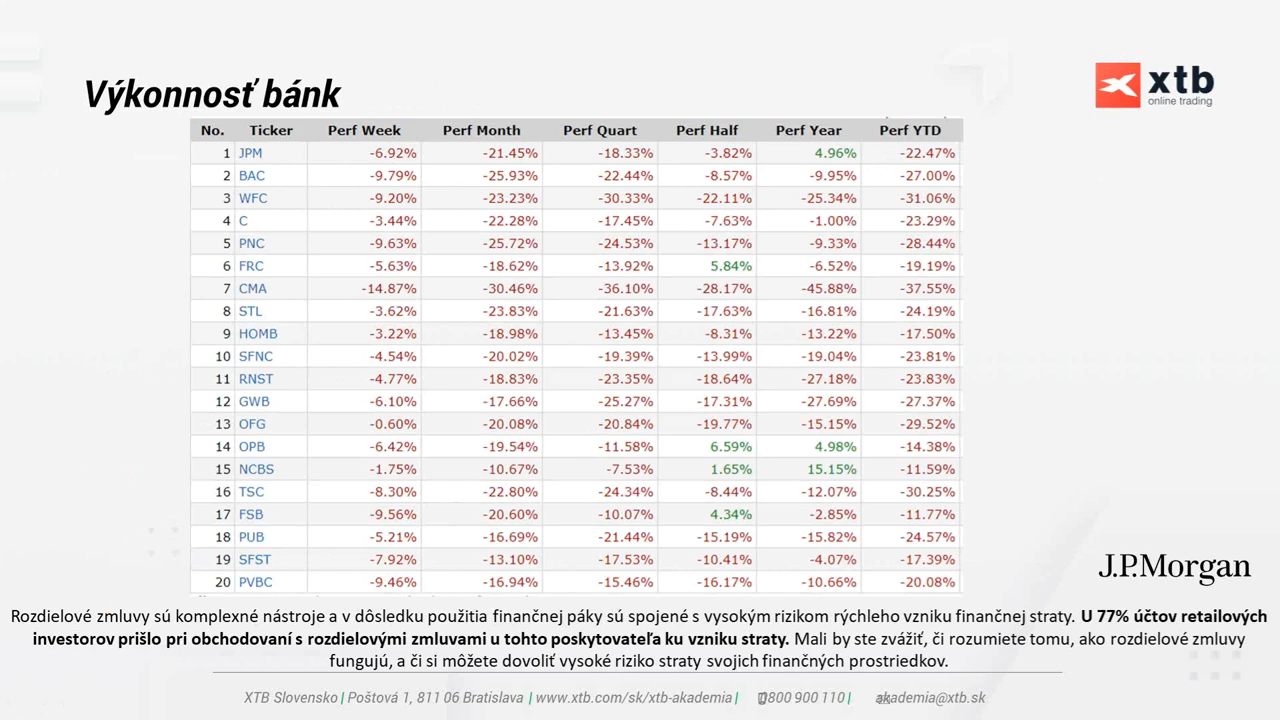 Výkonnosť bánk
xtb
online trading
No. Ticker Perf Week Perf Month Perf Quart Perf Half Perf Year Perf YTD
1 JPM -6.92% -21.45% -18.33% -3.82% 4.96% -22.47%
2 BAC -9.79% -25.93% -22.44% -8.57% -9.95% -27.00%
3 WFC -9.20% -23.23% -30.33% -22.11% -25.34% -31.06%
4 C -3.44% -22.28% -17.45% -7.63% -1.00% -23.29%
5 PNC -9.63% -25.72% -24.53% -13.17% -9.33% -28.44%
6 FRC -5.63% -18.62% -13.92% 5.84% -6.52% -19.19%
7 CMA -14.87% -30.46% -36.10% -28.17% -45.88% -37.55%
8 STL -3.62% -23.83% -21.63% -17.63% -16.81% -24.19%
9 HOMB -3.22% -18.98% -13.45% -8.31% -13.22% -17.50%
10 SFNC -4.54% -20.02% -19.39% -13.99% -19.04% -23.81%
11 RNST -4.77% -18.83% -23.35% -18.64% -27.18% -23.83%
12 GWB -6.10% -17.66% -25.27% -17.31% -27.69% -27.37%
13 OFG -0.60% -20.08% -20.84% -19.77% -15.15% -29.52%
14 OPB -6.42% -19.54% -11.58% 6.59% 4.98% -14.38%
15 NCBS -1.75% -10.67% -7.53% 1.65% 15.15% -11.59%
16 TSC -8.30% -22.80% -24.34% -8.44% -12.07% -30.25%
17 FSB -9.56% -20.60% -10.07% 4.34% -2.85% -11.77%
18 PUB -5.21% -16.69% -21.44% -15.19% -15.82% -24.57%
19 SFST -7.92% -13.10% -17.53% -10.41% -4.07% -17.39%
20 PVBC -9.46% -16.94% -15.46% -16.17% -10.66% -20.08%
J.P.Morgan
Rozdielové zmluvy sú komplexné nástroje a v dôsledku použitia finančnej páky sú spojené s vysokým rizikom rýchleho vzniku finančnej straty. U 77% účtov retailových
investorov prišlo pri obchodovaní s rozdielovými zmluvami u tohto poskytovateľa ku vzniku straty. Mali by ste zvážiť, či rozumiete tomu, ako rozdielové zmluvy
fungujú, a či si môžete dovoliť vysoké riziko straty svojich finančných prostriedkov.
XTB Slovensko | Poštová 1, 811 06 Bratislava | www.xtb.com/sk/xtb-akademia | 0800 900 110 | akademia@xtb.sk